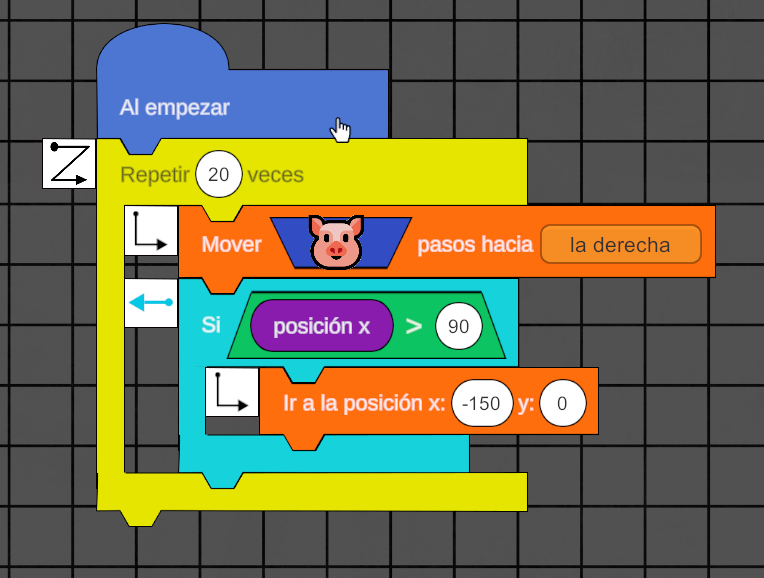 Al empezar
Repetir 20 veces
Mover pasos hacia la derecha
Si posición x > 90
Ir a la posición x: -150 y: 0